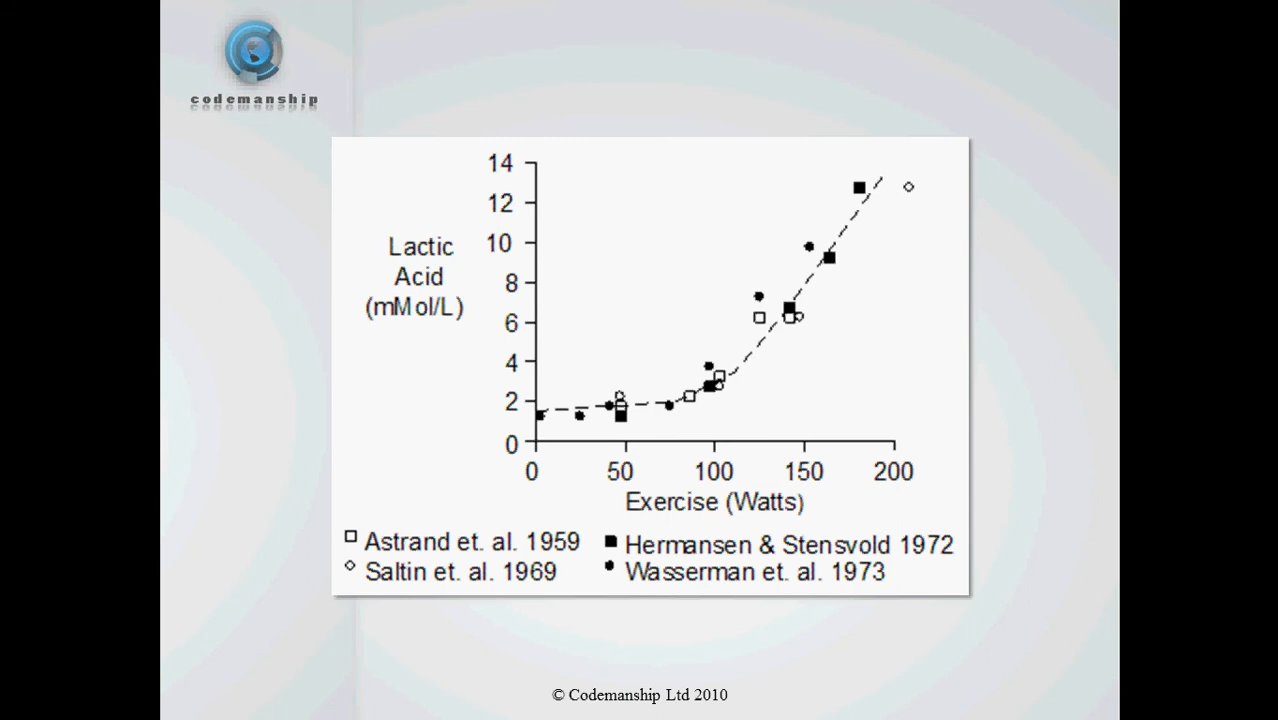 codemanship
14
12
Lactic
Acid
(mMol/L)
10
8
6
4
2
0
0 50 100 150 200
Exercise (Watts)
Astrand et. al. 1959
Hermansen & Stensvold 1972
Saltin et. al. 1969
Wasserman et. al. 1973
© Codemanship Ltd 2010